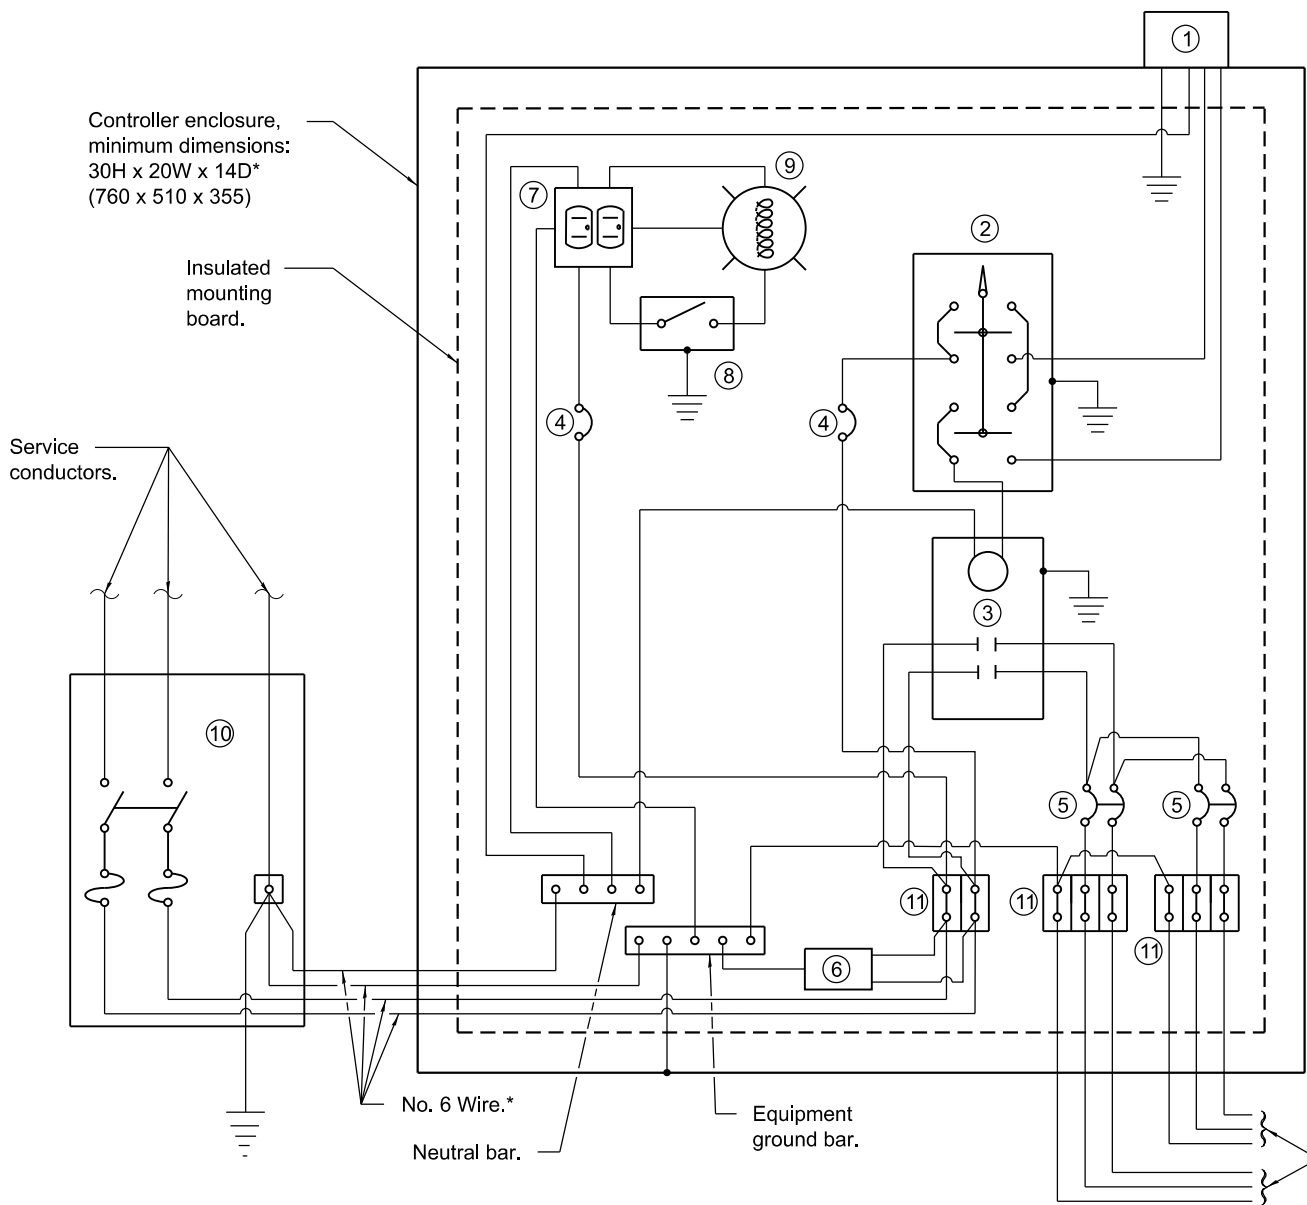 1
Controller enclosure,
minimum dimensions:
30H x 20W x 14D*
(760 x 510 x 355)
9
7
2
Insulated
mounting
board.
8
4
4
Service
conductors.
3
10
5
5
11
11
11
6
No. 6 Wire.*
Equipment
ground bar.
Neutral bar.